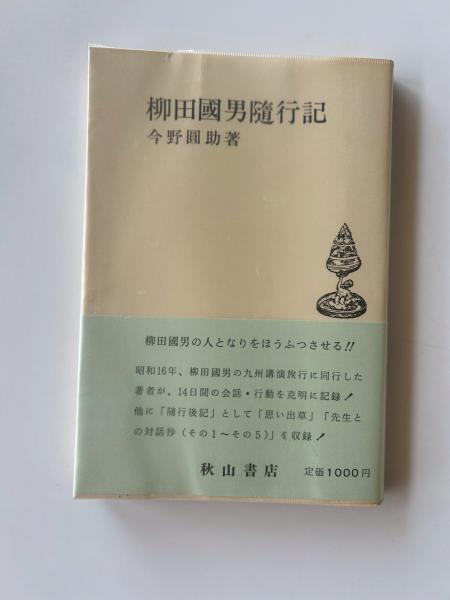 柳田國男隨行記
今野圓助著
柳田國男の人となりをほうふつさせる!!
昭和16年、柳田國男の九州講演旅行に同行した
著者が、14日間の会話・行動を克明に記録!
他に「随行後記」として「思い出草」「先生と
の対話抄(その1〜その5)」を収録!
秋山書店 定価1000円